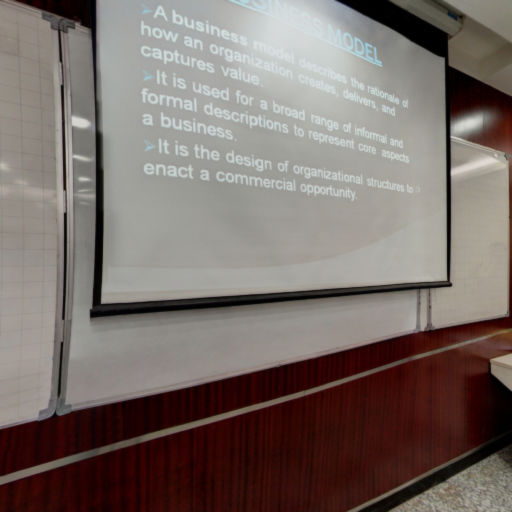 BUSINESS MODEL
➢A business model describes the rationale of
how an organization creates, delivers, and
captures value.
➢It is used for a broad range of informal and
formal descriptions to represent core aspects
a business.
➢It is the design of organizational structures to
enact a commercial opportunity.